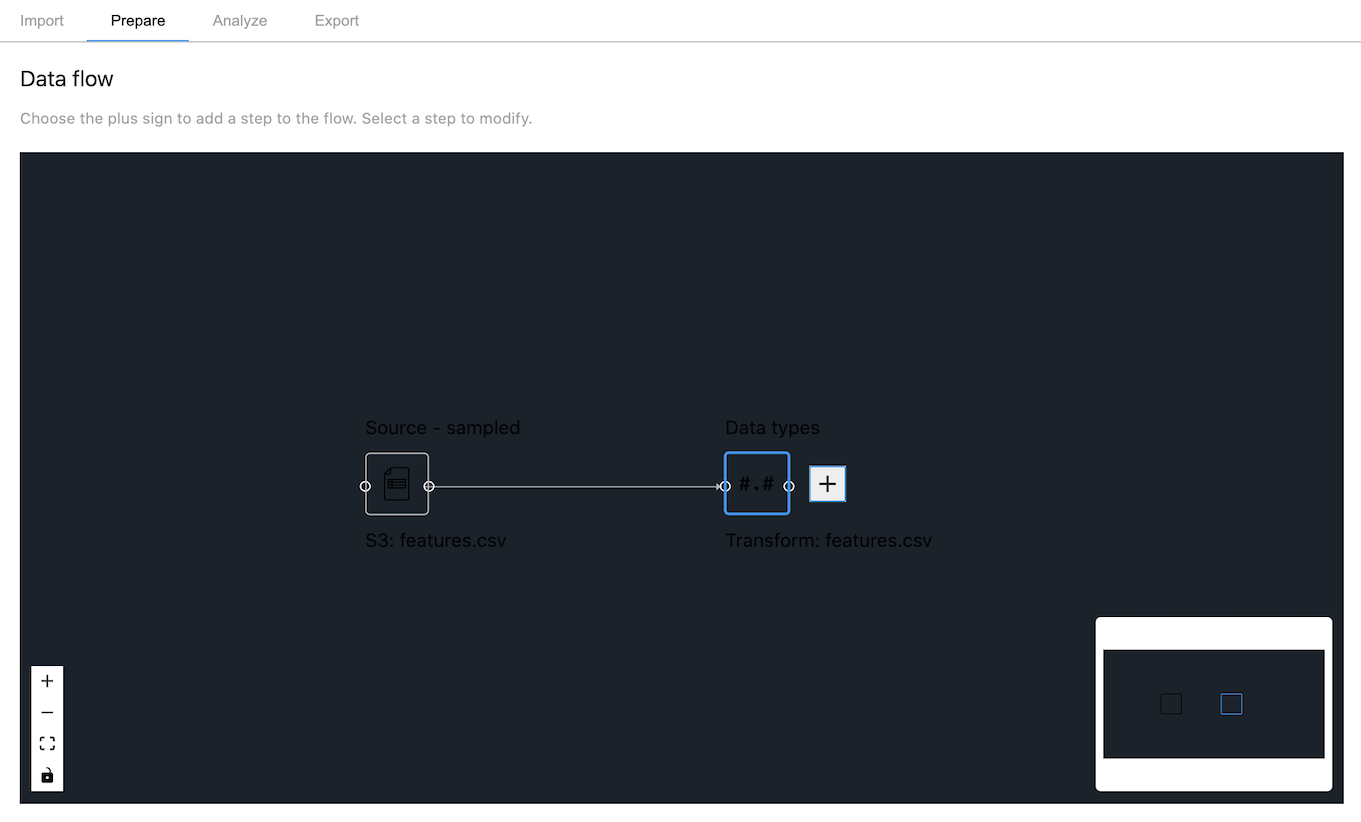 Import Prepare Analyze Export
Data flow
Choose the plus sign to add a step to the flow. Select a step to modify.
Source - sampled
Data types
#.#
S3: features.csv
Transform: features.csv